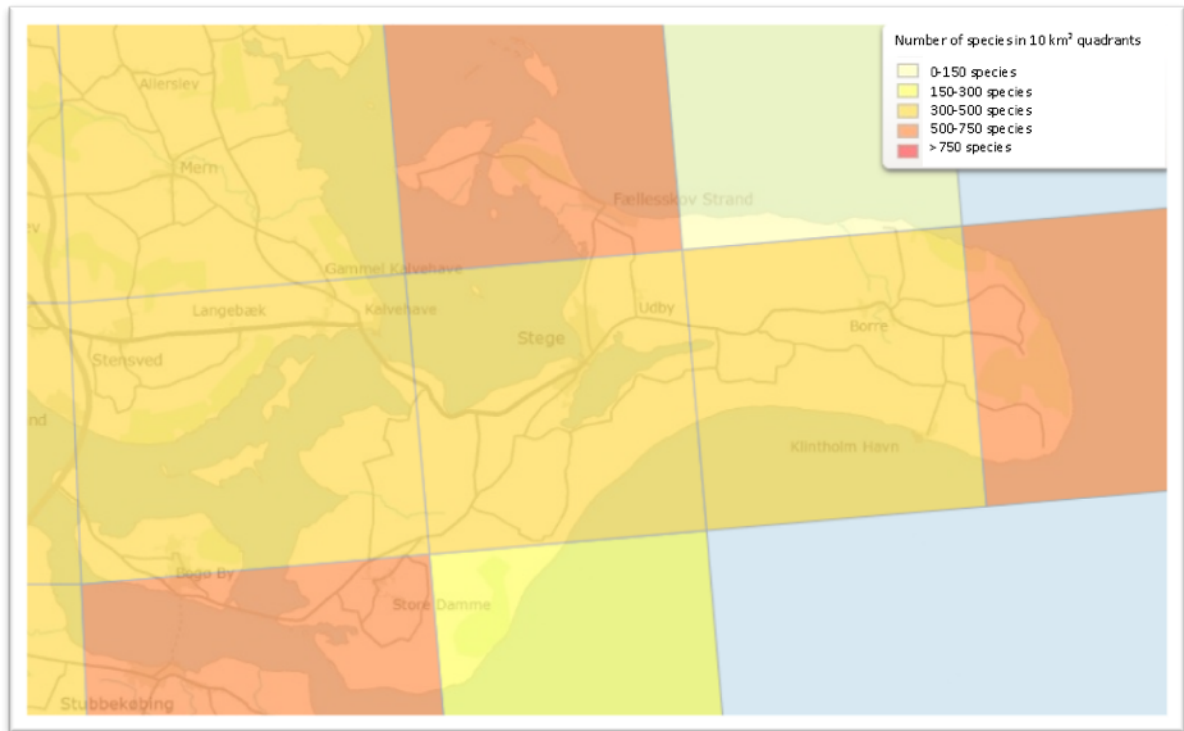 Number of species in 10 km² quadrants
0-150 species
150-300 species
300-500 species
500-750 species
>750 species
Allerslev
Mern
Fællesskov Strand
ev
Gammel Kalvehave
Langebæk
Kalvehave
Udby
Stege
Borre
Stensved
nd
Klintholm Havn
Bogø By
Store Damme
Stubbekøbing